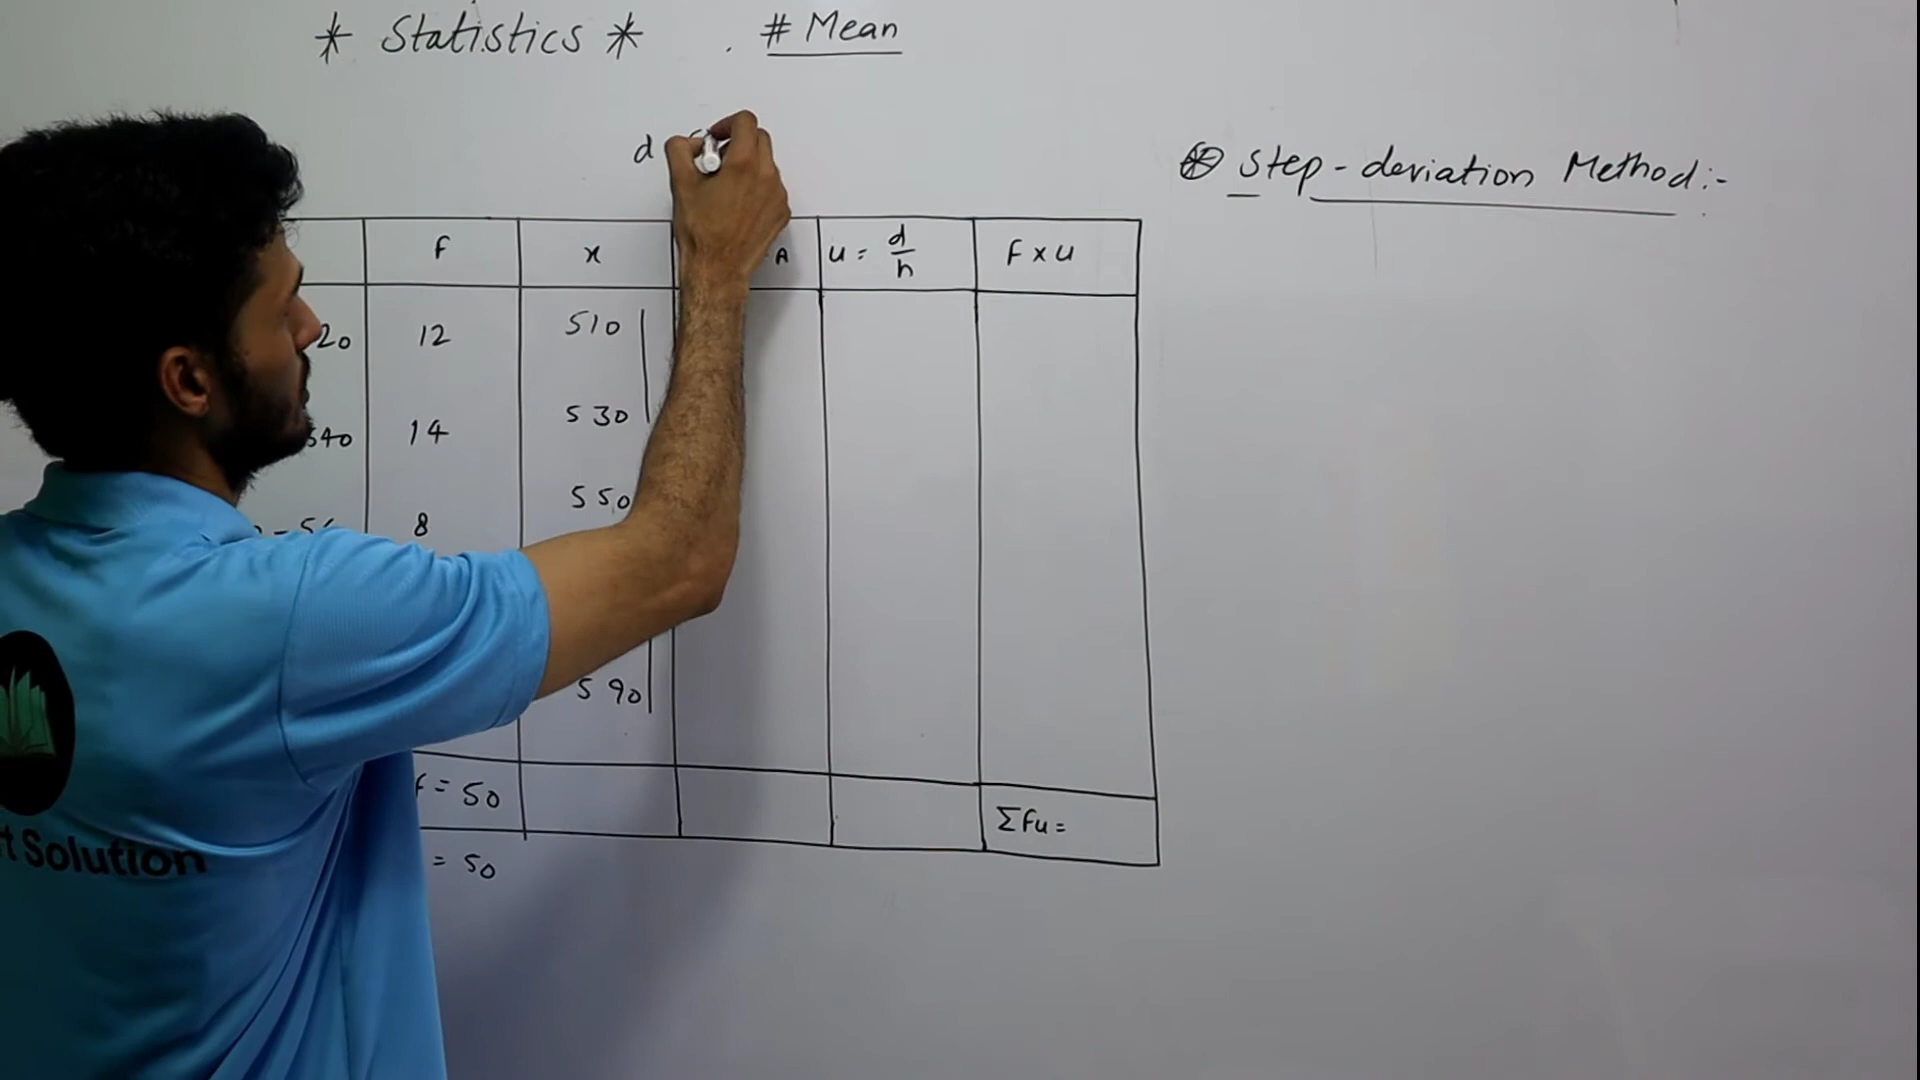 * Statistics * . # Mean
d
⊛ Step-deviation Method:-
f x A u = d/h f x u
20 12 510
540 14 530
8 550
590
f = 50 Σfu =
= 50
t Solution